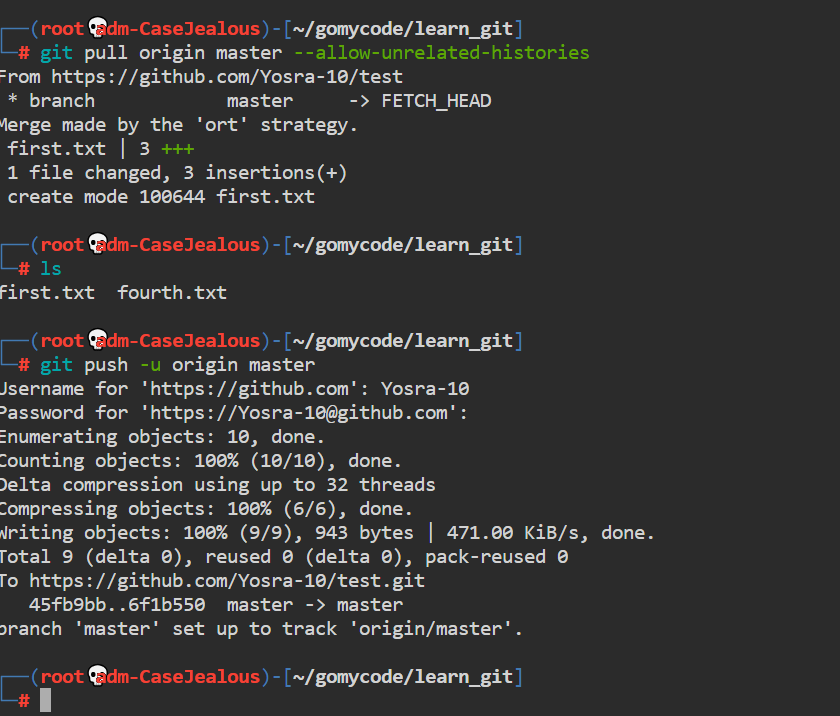 ┌──(root💀adm-CaseJealous)-[~/gomycode/learn_git]
└─# git pull origin master --allow-unrelated-histories
From https://github.com/Yosra-10/test
 * branch            master     -> FETCH_HEAD
Merge made by the 'ort' strategy.
 first.txt | 3 +++
 1 file changed, 3 insertions(+)
 create mode 100644 first.txt
┌──(root💀adm-CaseJealous)-[~/gomycode/learn_git]
└─# ls
first.txt  fourth.txt
┌──(root💀adm-CaseJealous)-[~/gomycode/learn_git]
└─# git push -u origin master
Username for 'https://github.com': Yosra-10
Password for 'https://Yosra-10@github.com':
Enumerating objects: 10, done.
Counting objects: 100% (10/10), done.
Delta compression using up to 32 threads
Compressing objects: 100% (6/6), done.
Writing objects: 100% (9/9), 943 bytes | 471.00 KiB/s, done.
Total 9 (delta 0), reused 0 (delta 0), pack-reused 0
To https://github.com/Yosra-10/test.git
   45fb9bb..6f1b550  master -> master
branch 'master' set up to track 'origin/master'.
┌──(root💀adm-CaseJealous)-[~/gomycode/learn_git]
└─#